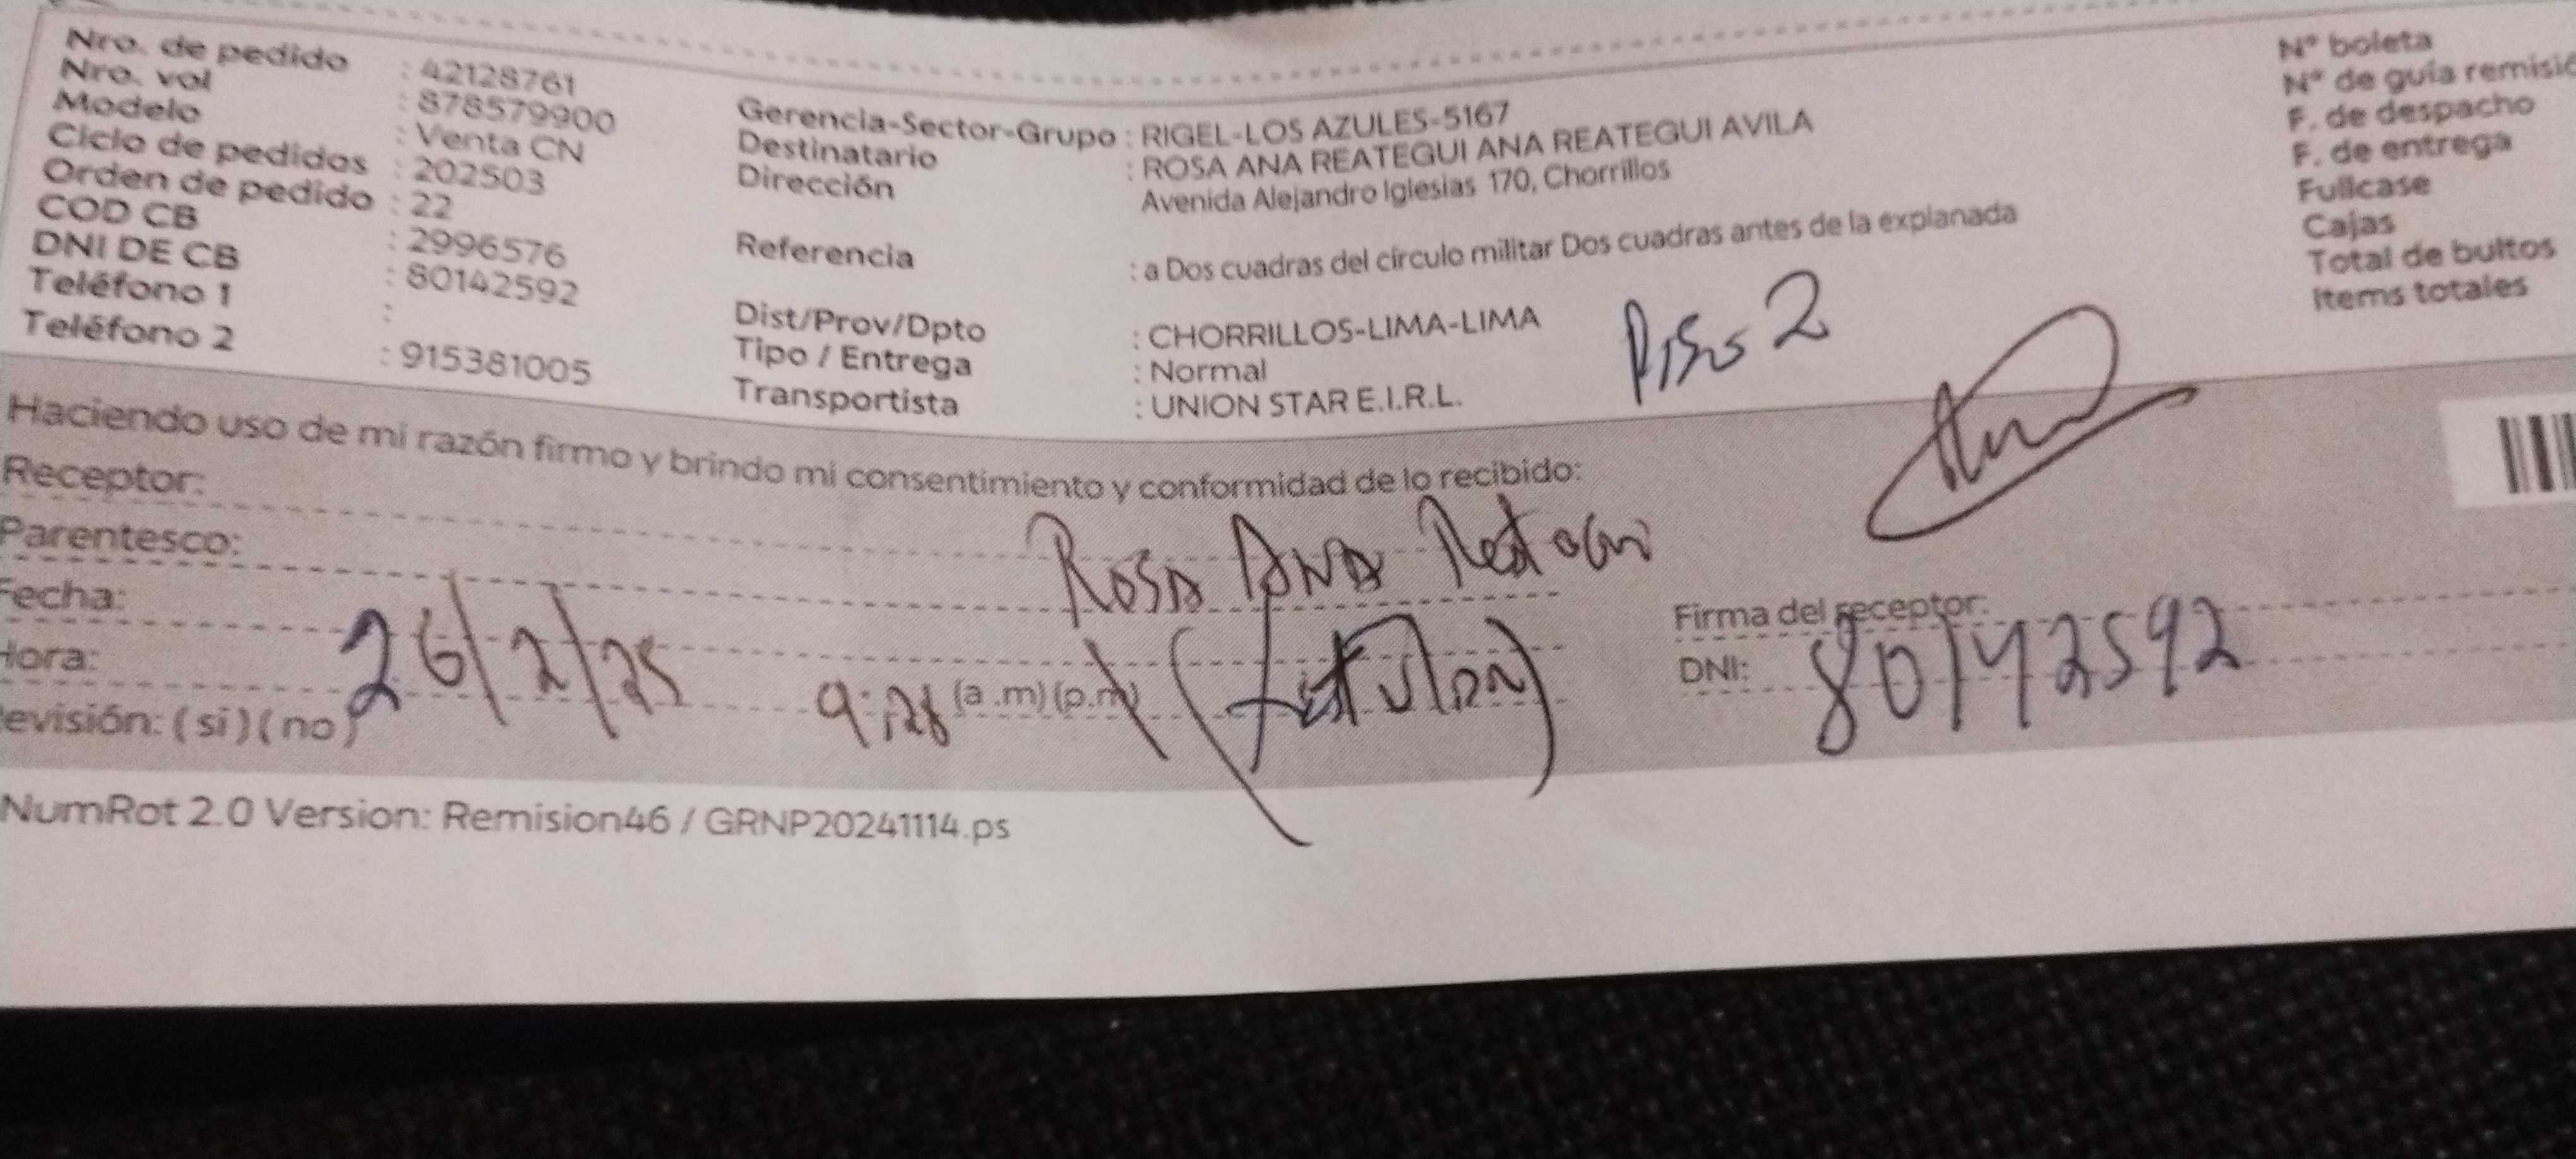 Nro. de pedido : 42128761
Nro. vol : 878579900
Modelo : Venta CN
Ciclo de pedidos : 202503
Orden de pedido : 22
COD CB : 2996576
DNI DE CB : 80142592
Teléfono 1 :
Teléfono 2 : 915381005
Gerencia-Sector-Grupo : RIGEL-LOS AZULES-5167
Destinatario : ROSA ANA REATEGUI ANA REATEGUI AVILA
Dirección Avenida Alejandro Iglesias 170, Chorrillos
Referencia : a Dos cuadras del círculo militar Dos cuadras antes de la explanada
Dist/Prov/Dpto : CHORRILLOS-LIMA-LIMA
Tipo / Entrega : Normal
Transportista : UNION STAR E.I.R.L.
Piso 2
N° boleta
N° de guía remisió
F. de despacho
F. de entrega
Fullcase
Cajas
Total de bultos
Items totales
Haciendo uso de mi razón firmo y brindo mi consentimiento y conformidad de lo recibido:
Receptor:
Rosa Ana
Parentesco:
Fecha:
26/2/25
Hora:
9:28 (a.m)(p.m)
evisión: (si)(no)
(titular)
Firma del receptor:
DNI: 80142592
NumRot 2.0 Version: Remision46 / GRNP20241114.ps